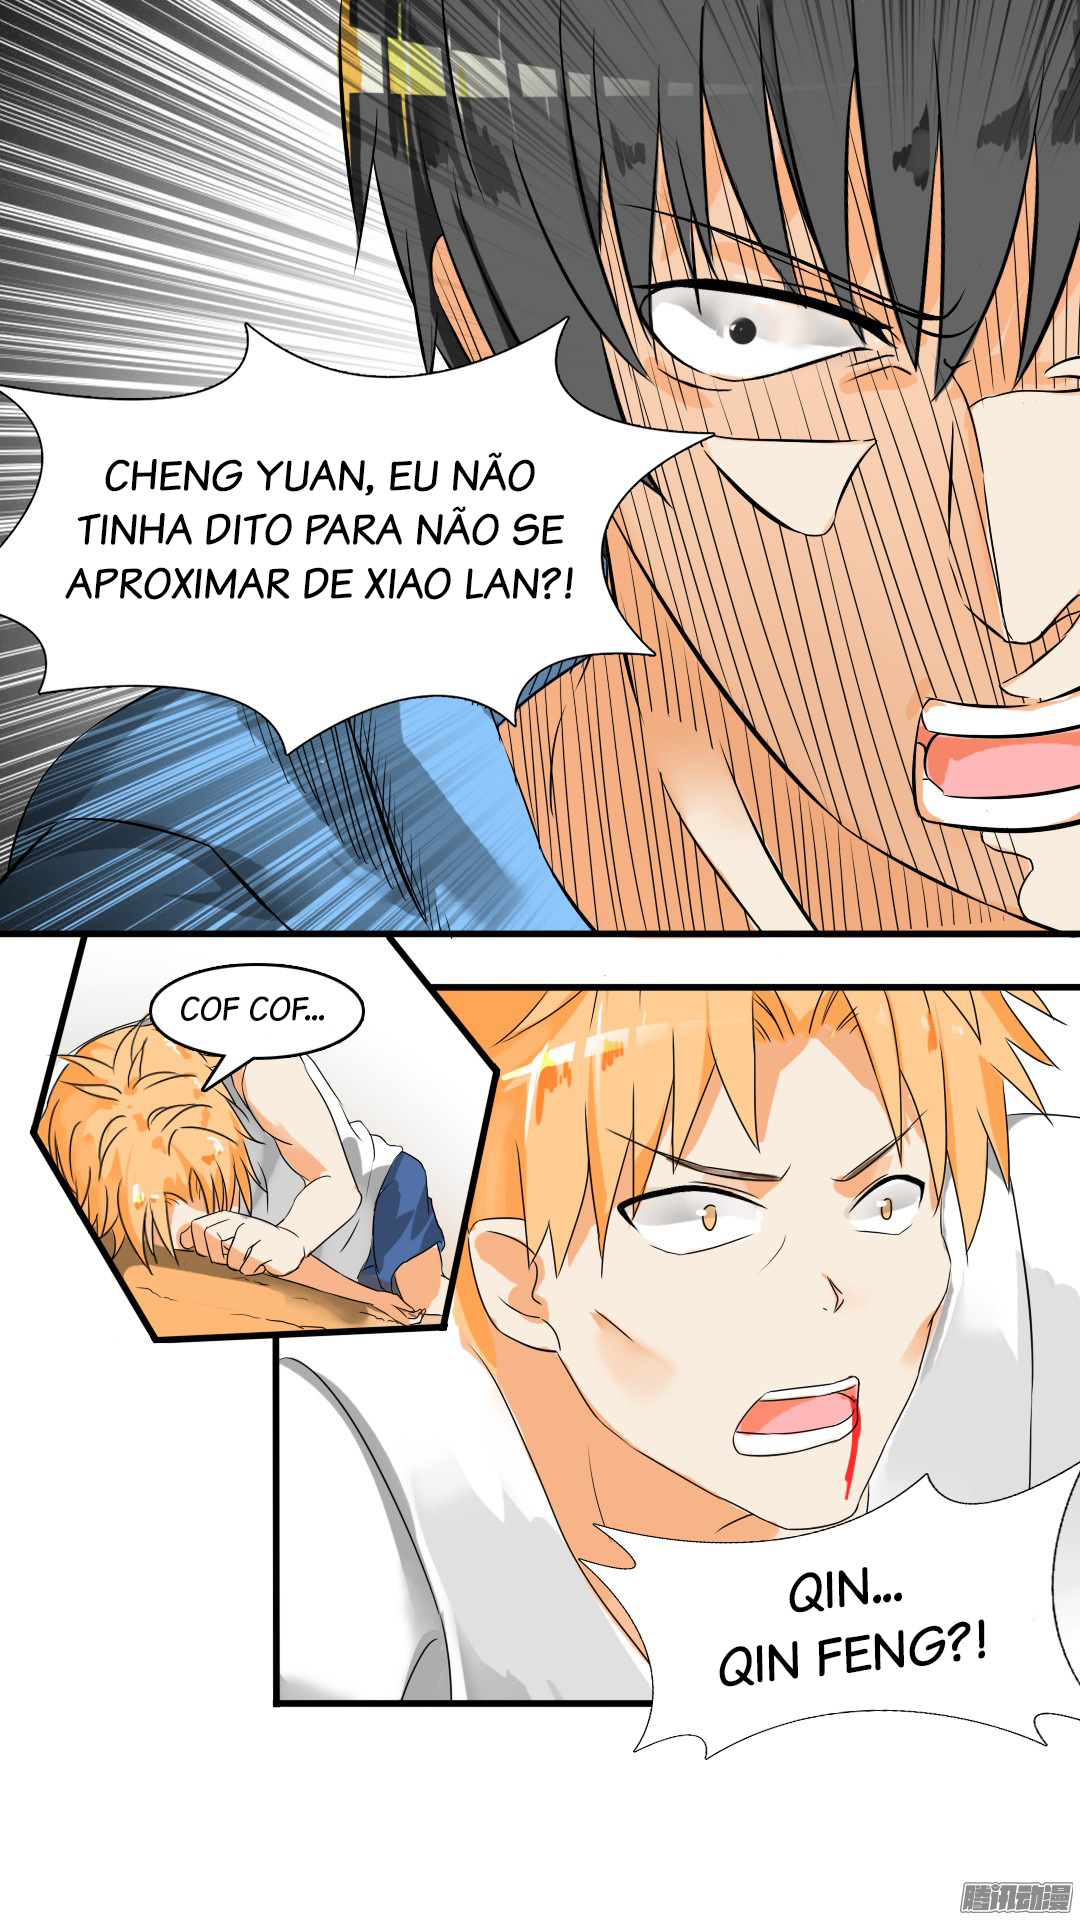 CHENG YUAN, EU NÃO
TINHA DITO PARA NÃO SE
APROXIMAR DE XIAO LAN?!
COF COF...
QIN...
QIN FENG?!
腾讯动漫